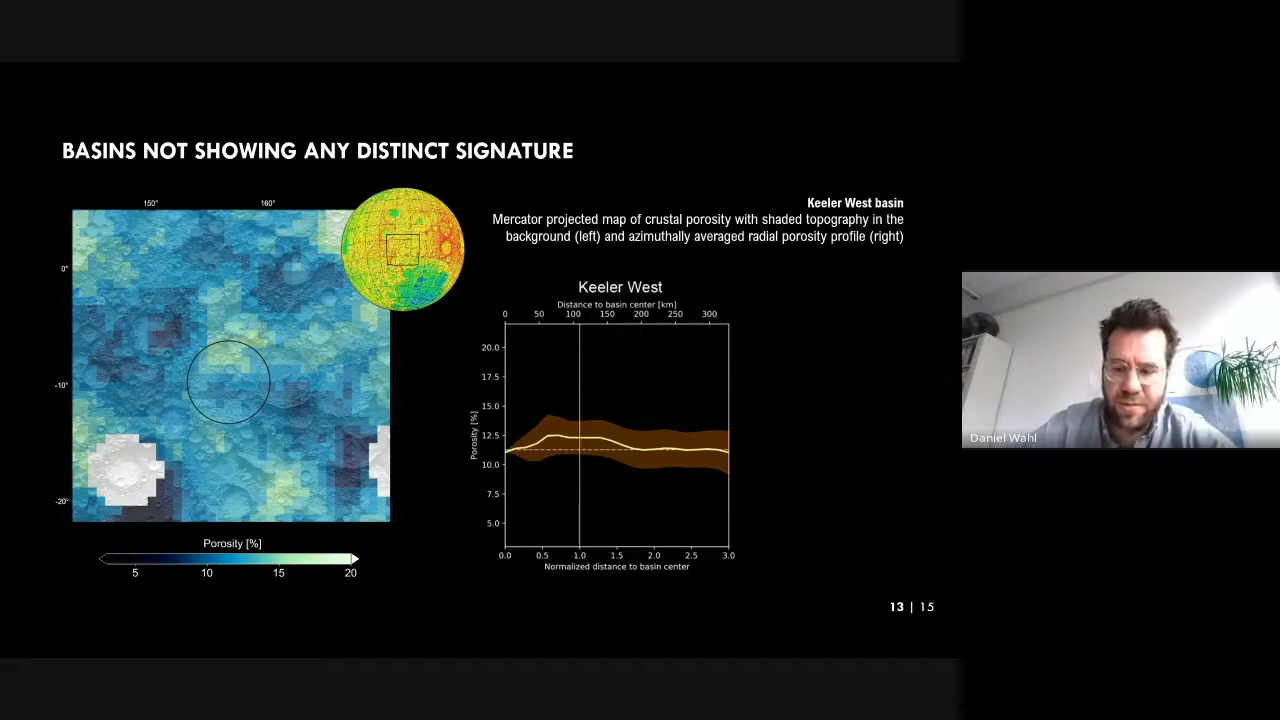 BASINS NOT SHOWING ANY DISTINCT SIGNATURE
150° 160°
0°
-10°
-20°
Porosity [%]
5 10 15 20
Keeler West basin
Mercator projected map of crustal porosity with shaded topography in the
background (left) and azimuthally averaged radial porosity profile (right)
Keeler West
Distance to basin center [km]
0 50 100 150 200 250 300
Porosity [%]
20.0
17.5
15.0
12.5
10.0
7.5
5.0
0.0 0.5 1.0 1.5 2.0 2.5 3.0
Normalized distance to basin center
13 | 15
Daniel Wahl